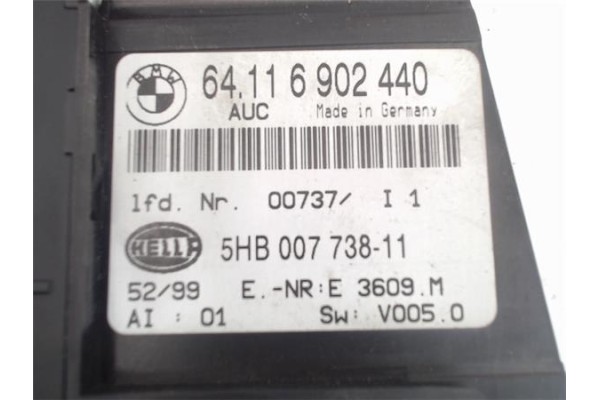 BMW 64.11 6 902 440
AUC Made in Germany
lfd. Nr. 00737/ I 1
HELLA 5HB 007 738-11
52/99 E.-NR:E 3609.M
AI : 01 Sw: V005.0